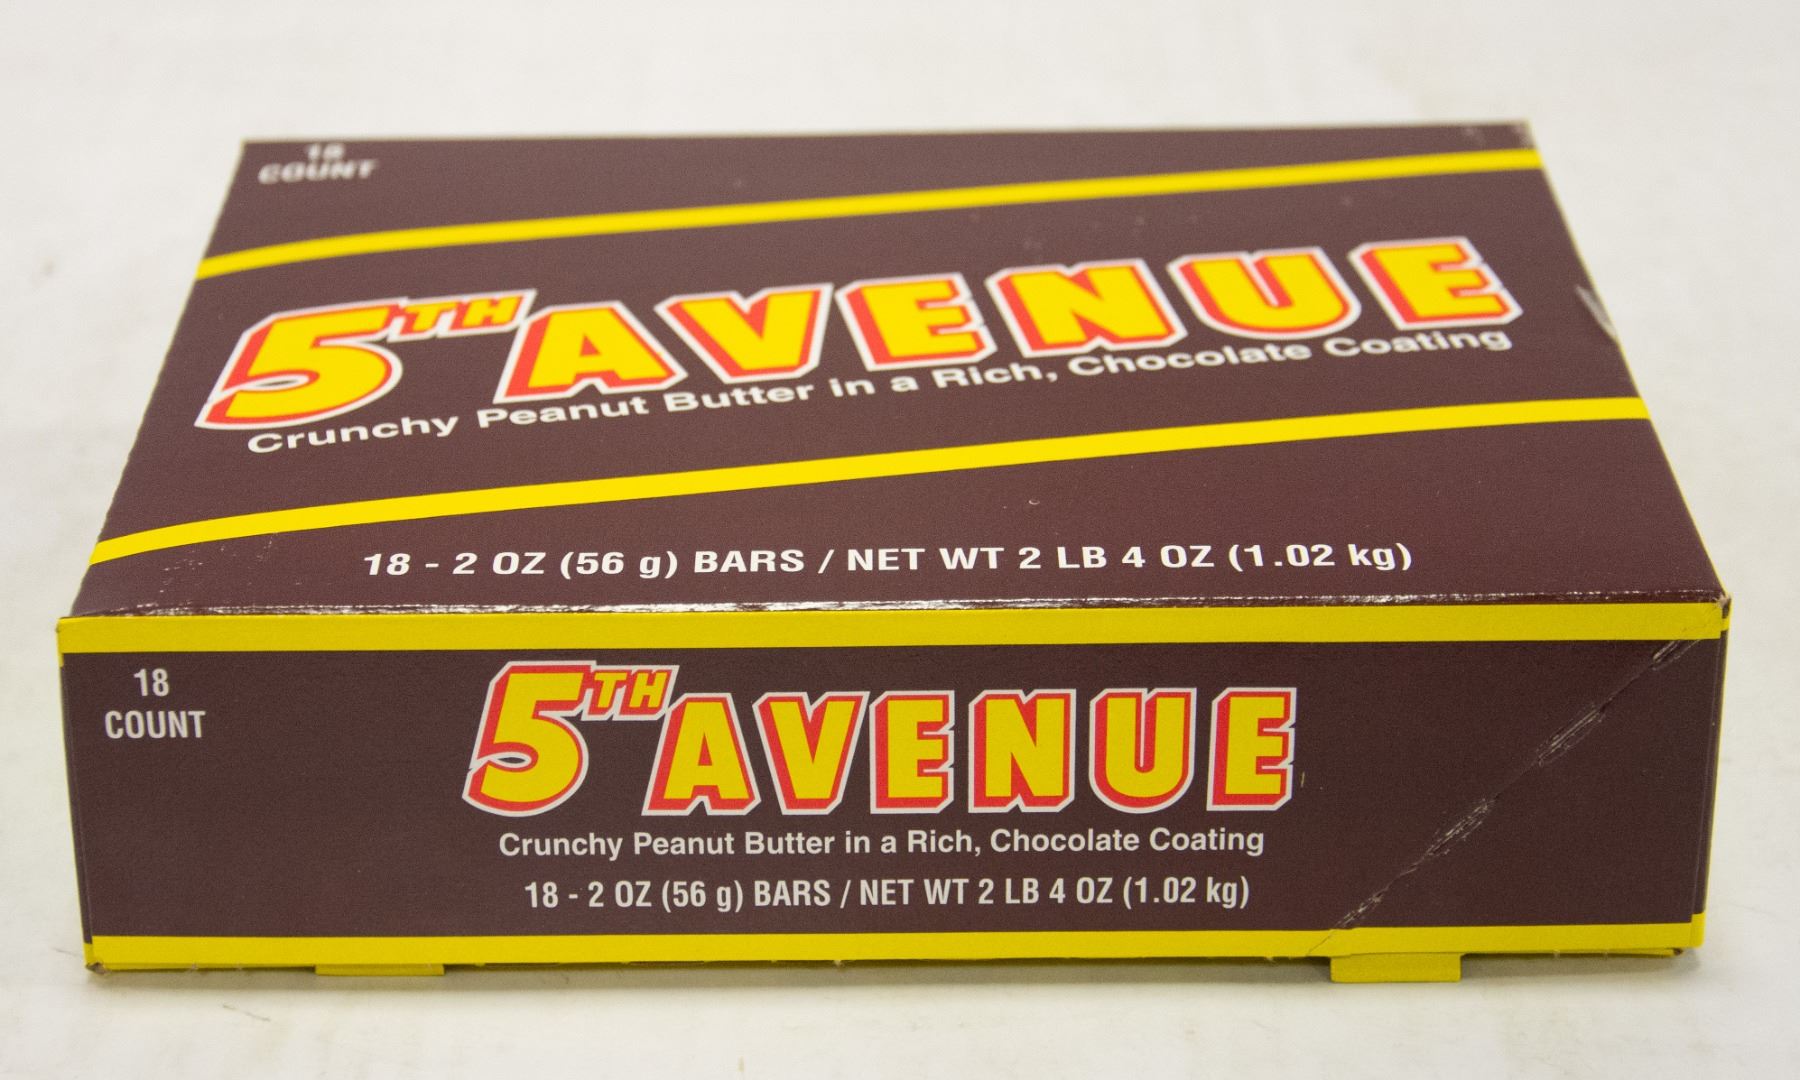 18
COUNT
5TH AVENUE
Crunchy Peanut Butter in a Rich, Chocolate Coating
18 - 2 OZ (56 g) BARS / NET WT 2 LB 4 OZ (1.02 kg)
18
COUNT
5TH AVENUE
Crunchy Peanut Butter in a Rich, Chocolate Coating
18 - 2 OZ (56 g) BARS / NET WT 2 LB 4 OZ (1.02 kg)